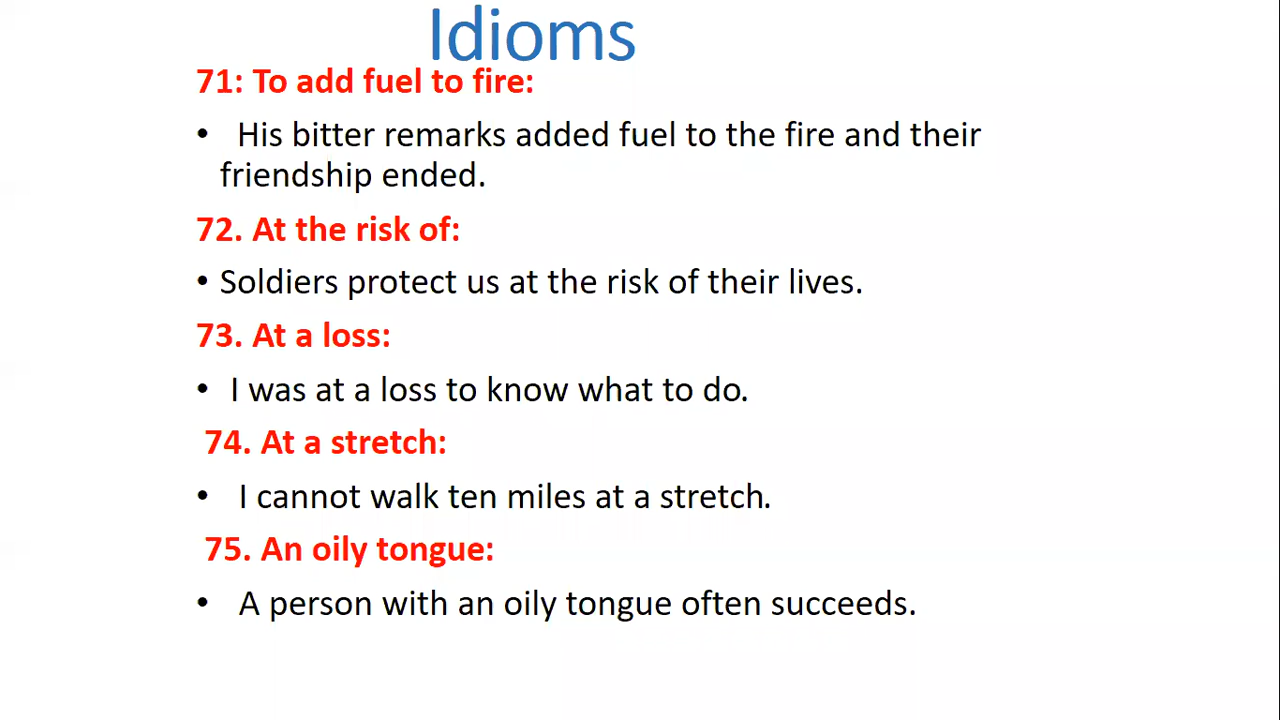 Idioms
71: To add fuel to fire:
• His bitter remarks added fuel to the fire and their
friendship ended.
72. At the risk of:
• Soldiers protect us at the risk of their lives.
73. At a loss:
• I was at a loss to know what to do.
74. At a stretch:
• I cannot walk ten miles at a stretch.
75. An oily tongue:
• A person with an oily tongue often succeeds.